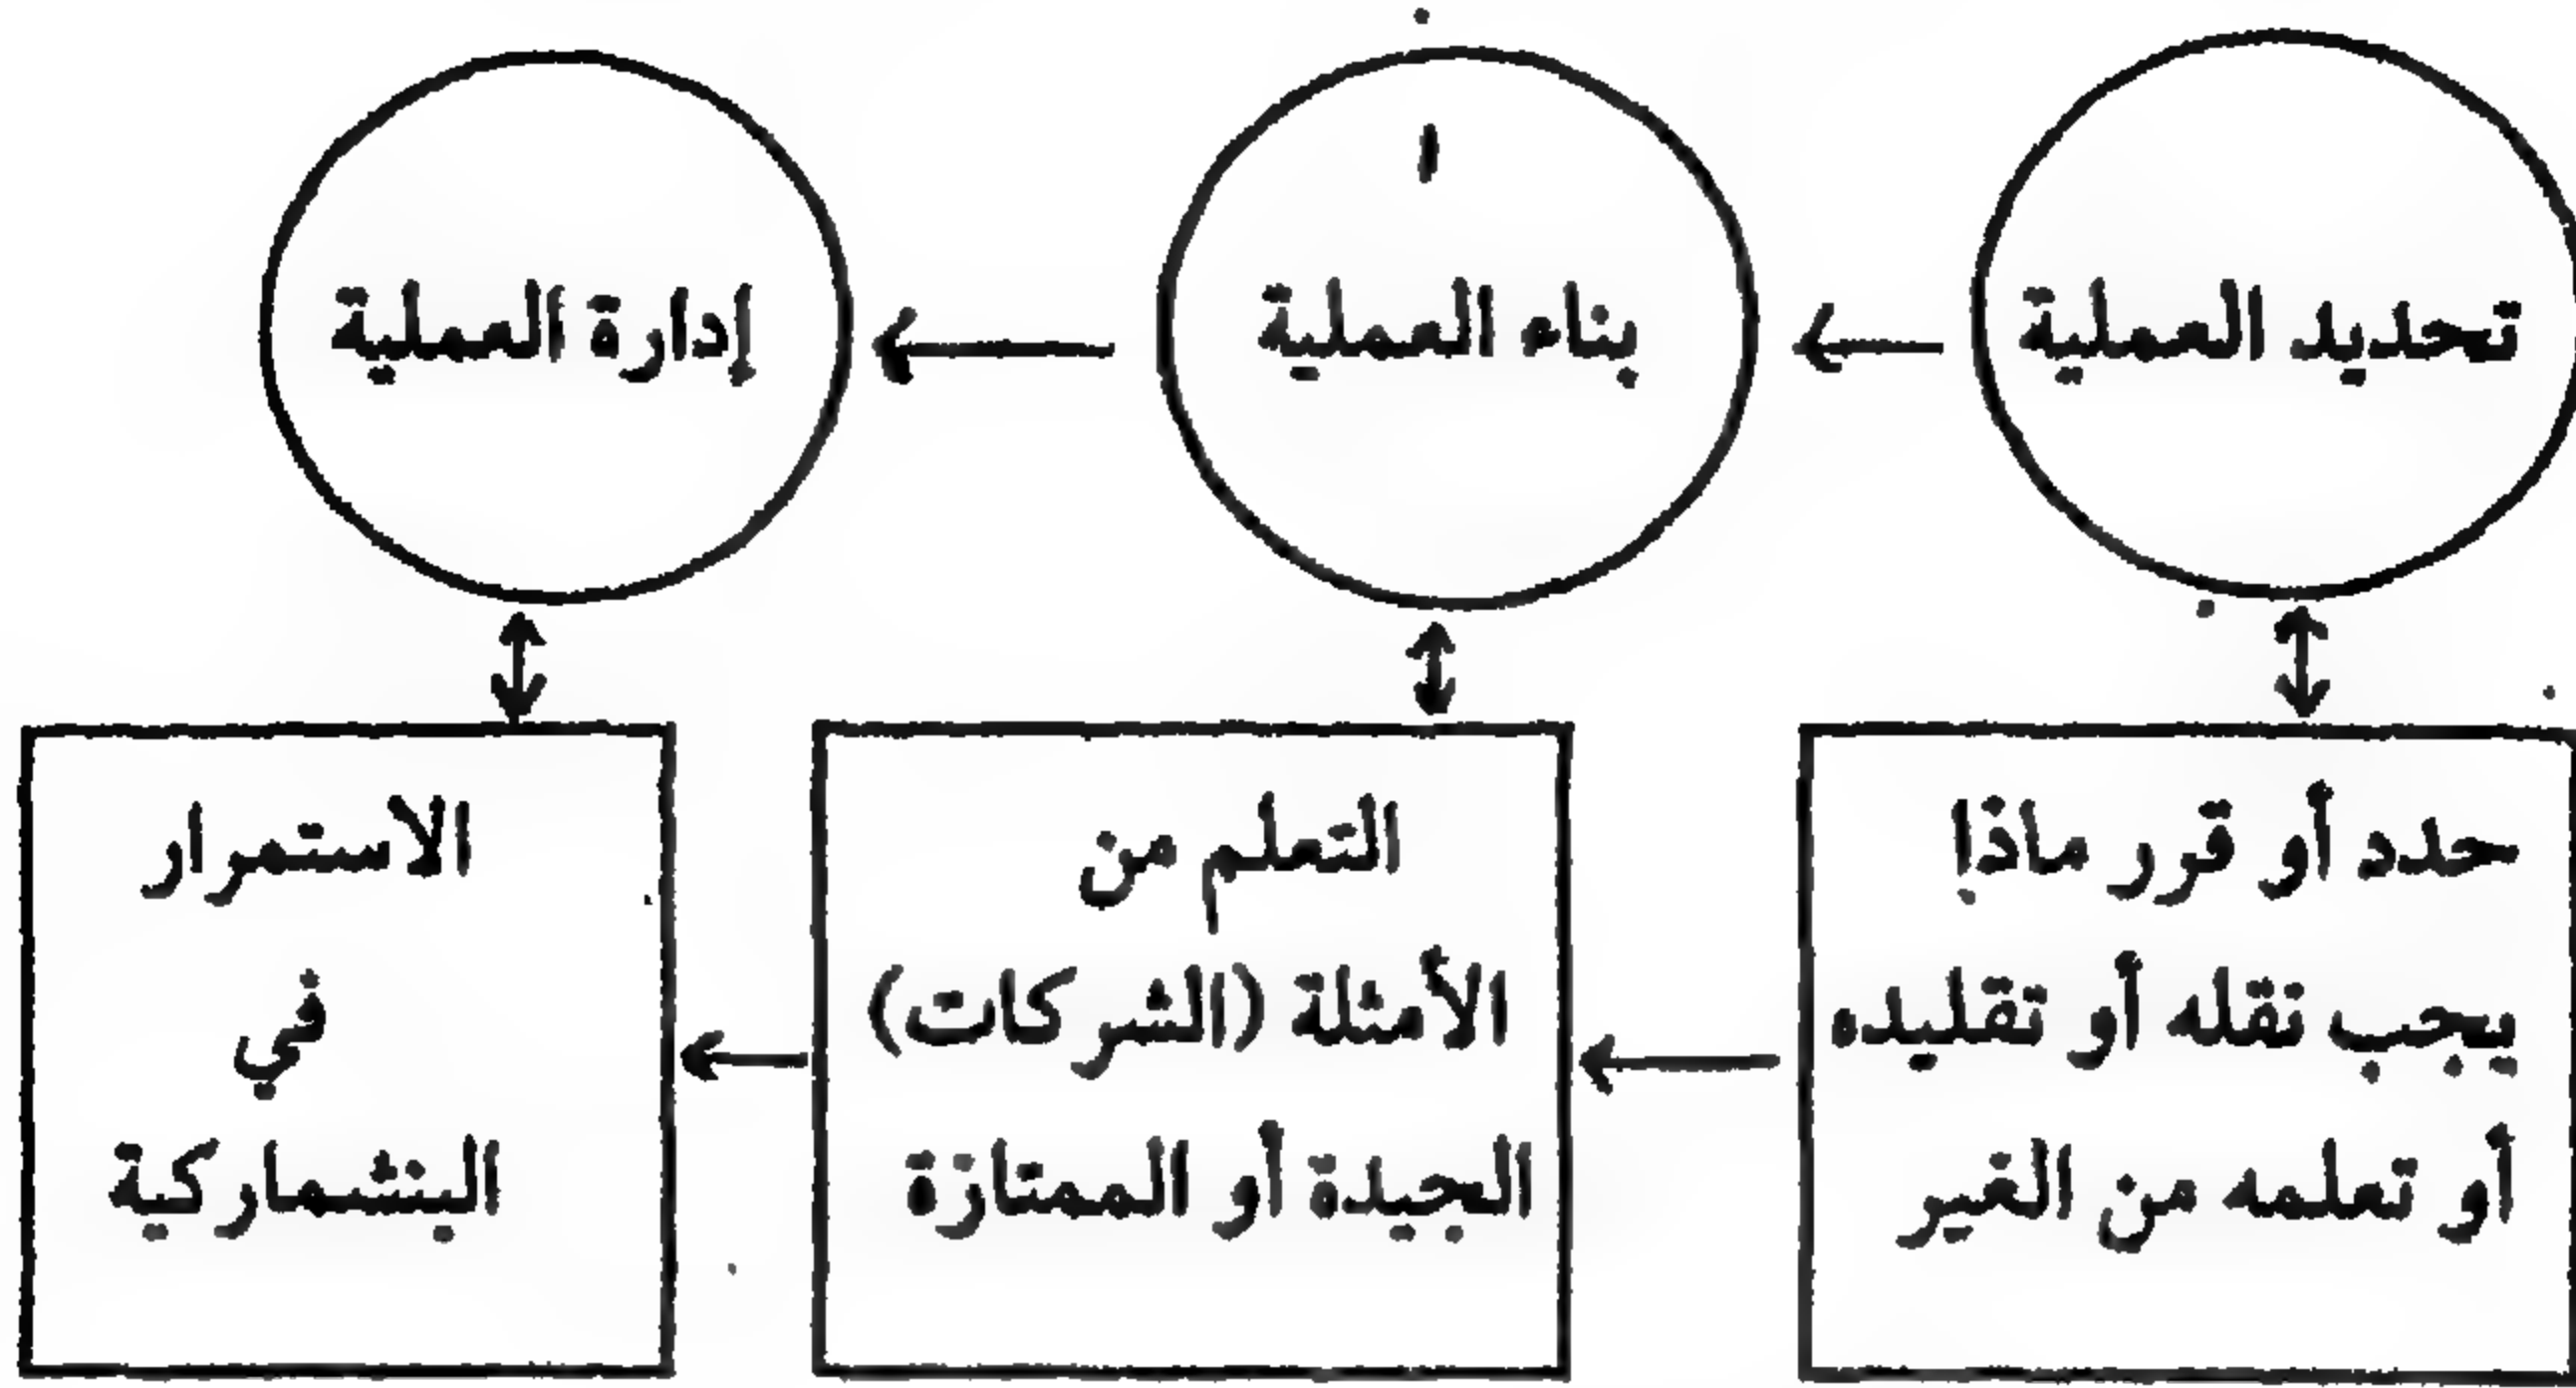 تحديد العملية
بناء العملية
إدارة العملية
حدد أو قرر ماذا
يجب نقله أو تقليده
أو تعلمه من الغير
التعلم من
الأمثلة (الشركات)
الجيدة أو الممتازة
الاستمرار
في
البنشماركية